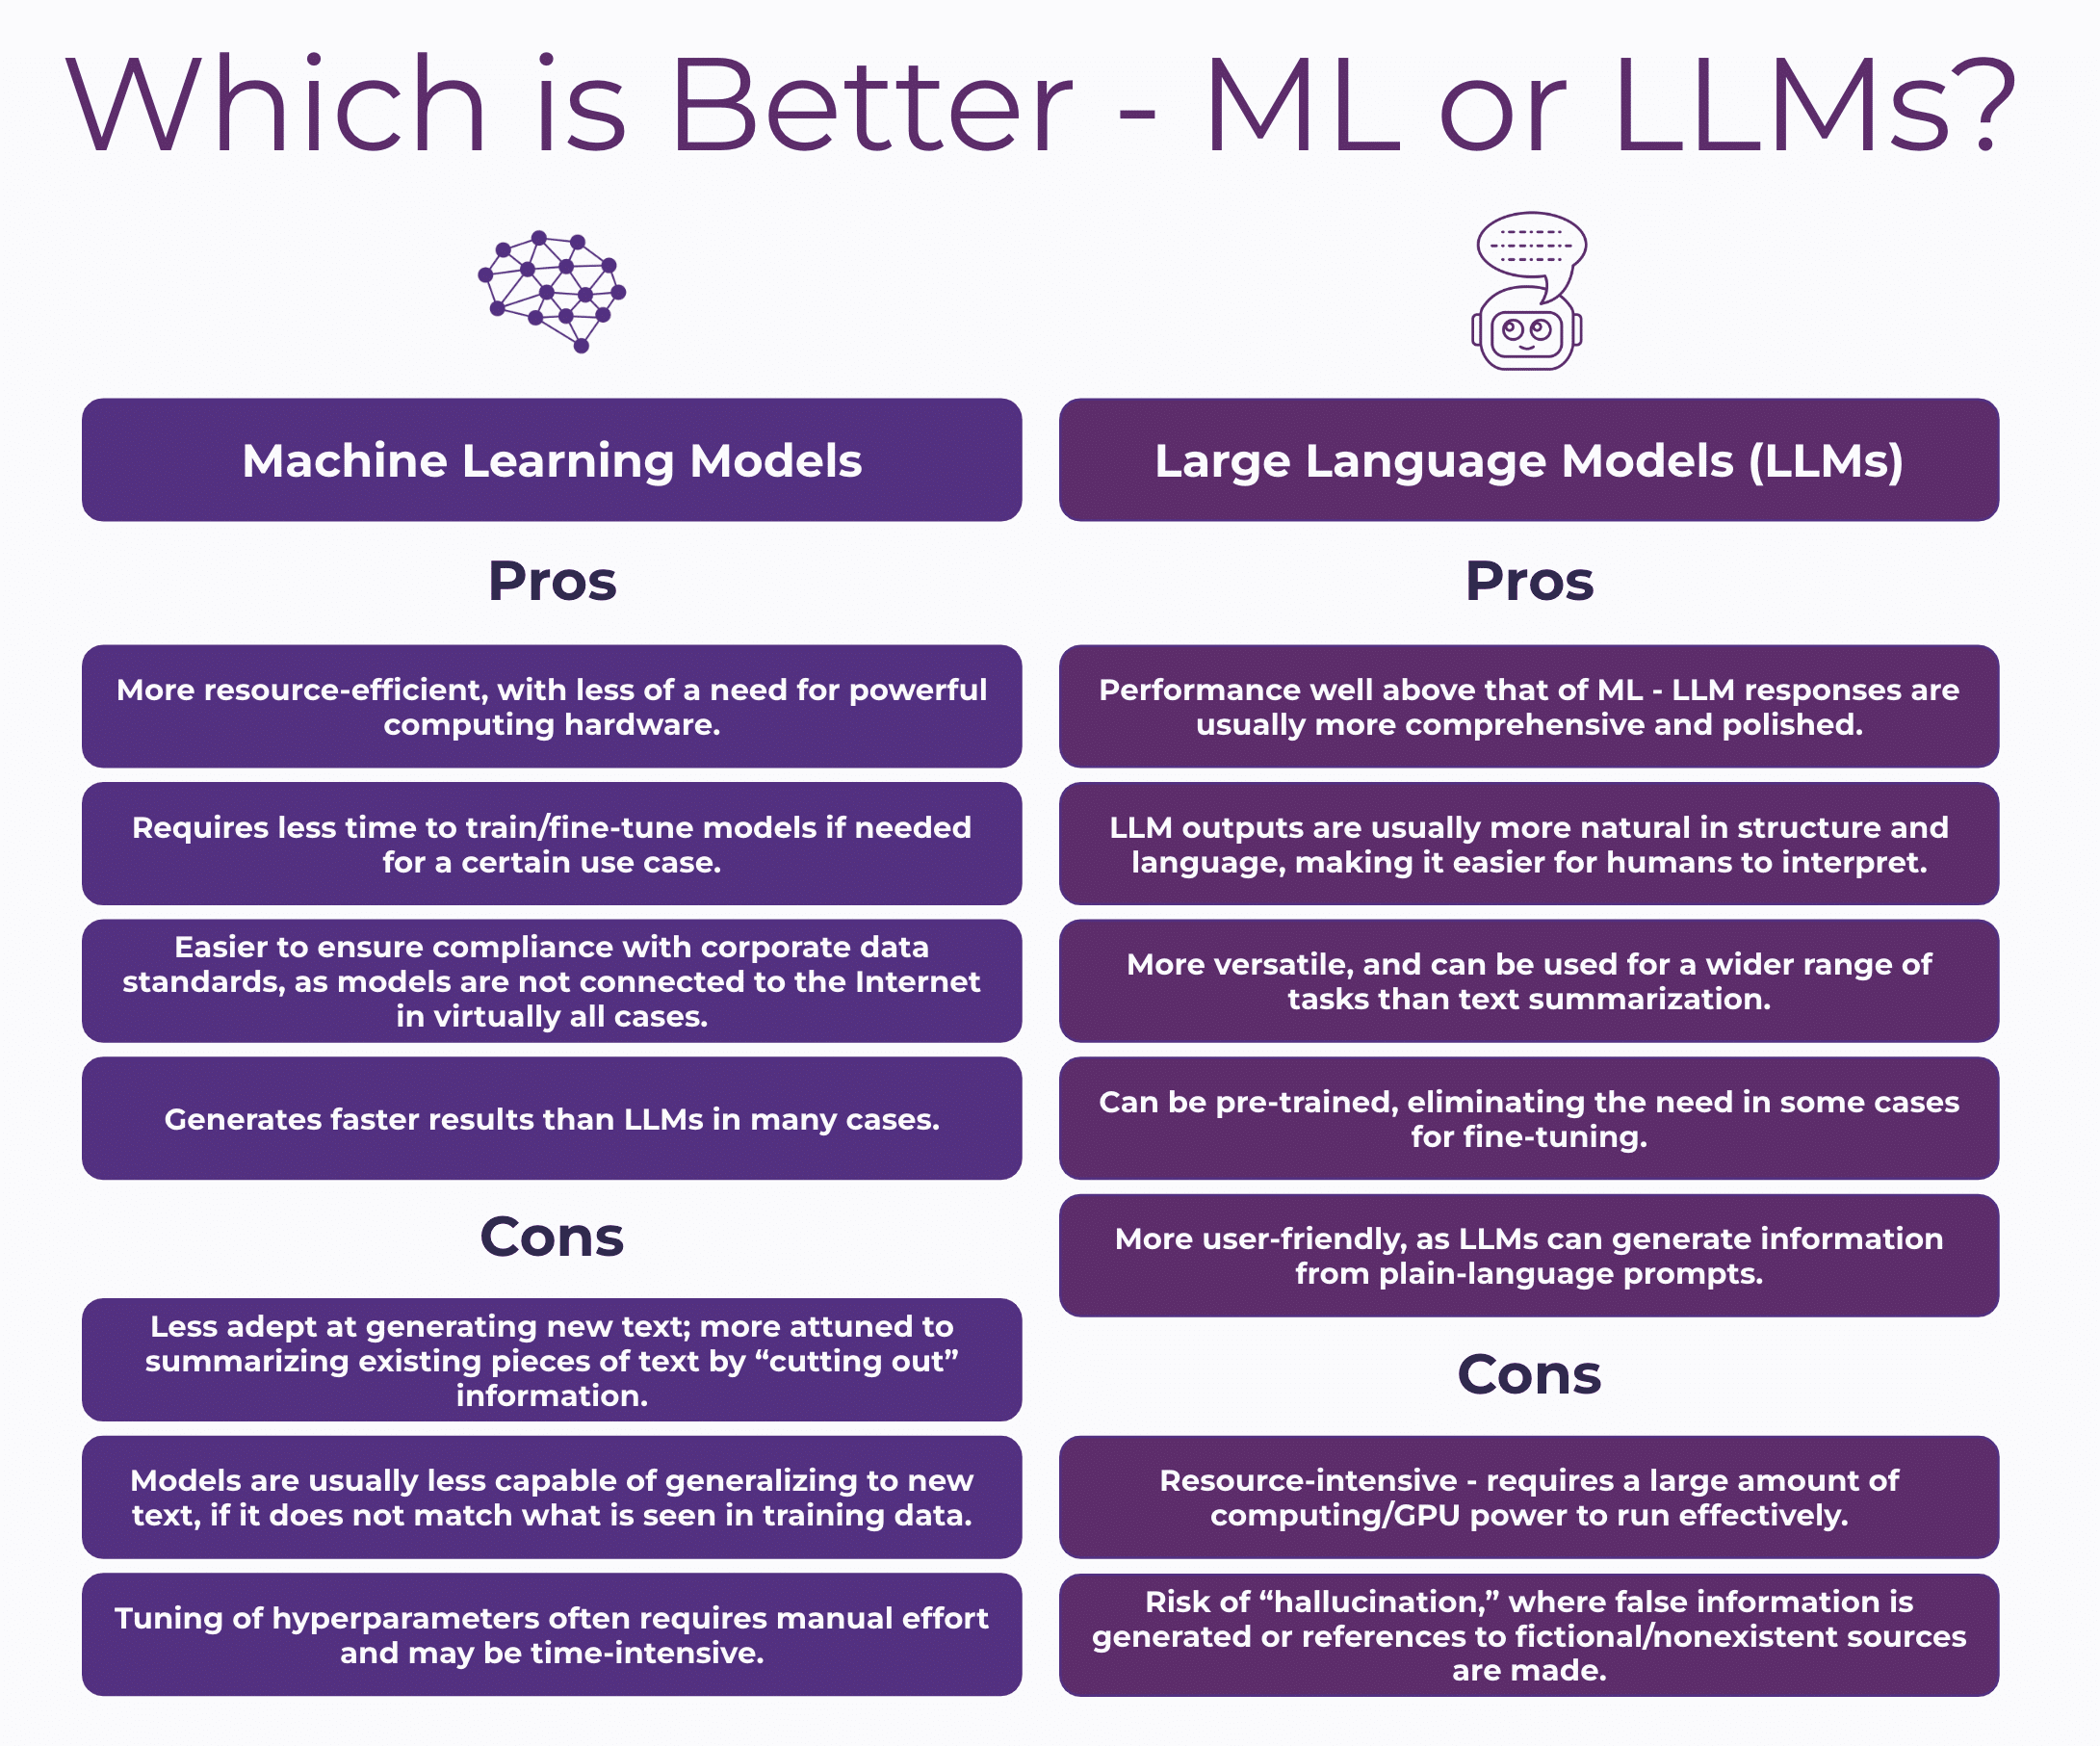 Which is Better - ML or LLMs?
Machine Learning Models
Pros
More resource-efficient, with less of a need for powerful
computing hardware.
Requires less time to train/fine-tune models if needed
for a certain use case.
Easier to ensure compliance with corporate data
standards, as models are not connected to the Internet
in virtually all cases.
Generates faster results than LLMs in many cases.
Cons
Less adept at generating new text; more attuned to
summarizing existing pieces of text by “cutting out”
information.
Models are usually less capable of generalizing to new
text, if it does not match what is seen in training data.
Tuning of hyperparameters often requires manual effort
and may be time-intensive.
Large Language Models (LLMs)
Pros
Performance well above that of ML - LLM responses are
usually more comprehensive and polished.
LLM outputs are usually more natural in structure and
language, making it easier for humans to interpret.
More versatile, and can be used for a wider range of
tasks than text summarization.
Can be pre-trained, eliminating the need in some cases
for fine-tuning.
More user-friendly, as LLMs can generate information
from plain-language prompts.
Cons
Resource-intensive - requires a large amount of
computing/GPU power to run effectively.
Risk of “hallucination,” where false information is
generated or references to fictional/nonexistent sources
are made.